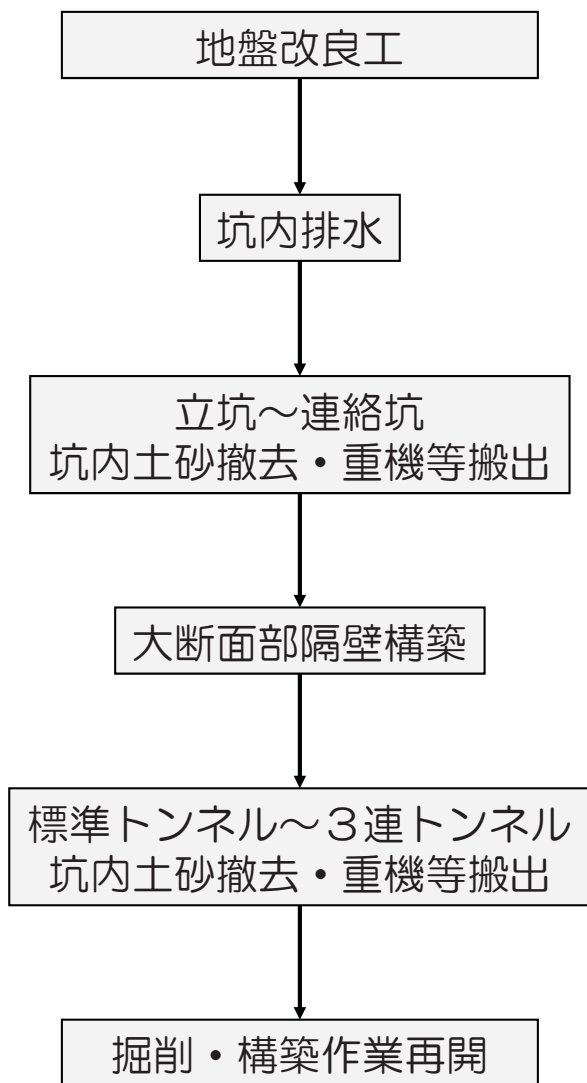 地盤改良工
坑内排水
立坑～連絡坑
坑内土砂撤去・重機等搬出
大断面部隔壁構築
標準トンネル～３連トンネル
坑内土砂撤去・重機等搬出
掘削・構築作業再開